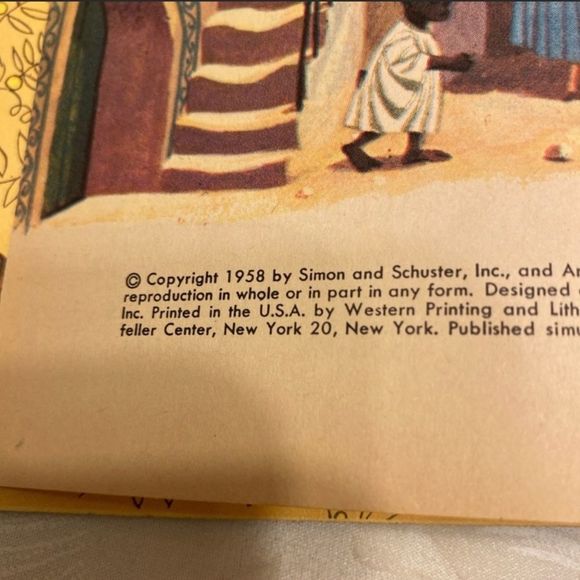 © Copyright 1958 by Simon and Schuster, Inc., and
reproduction in whole or in part in any form. Designed
Inc. Printed in the U.S.A. by Western Printing and
feller Center, New York 20, New York. Published